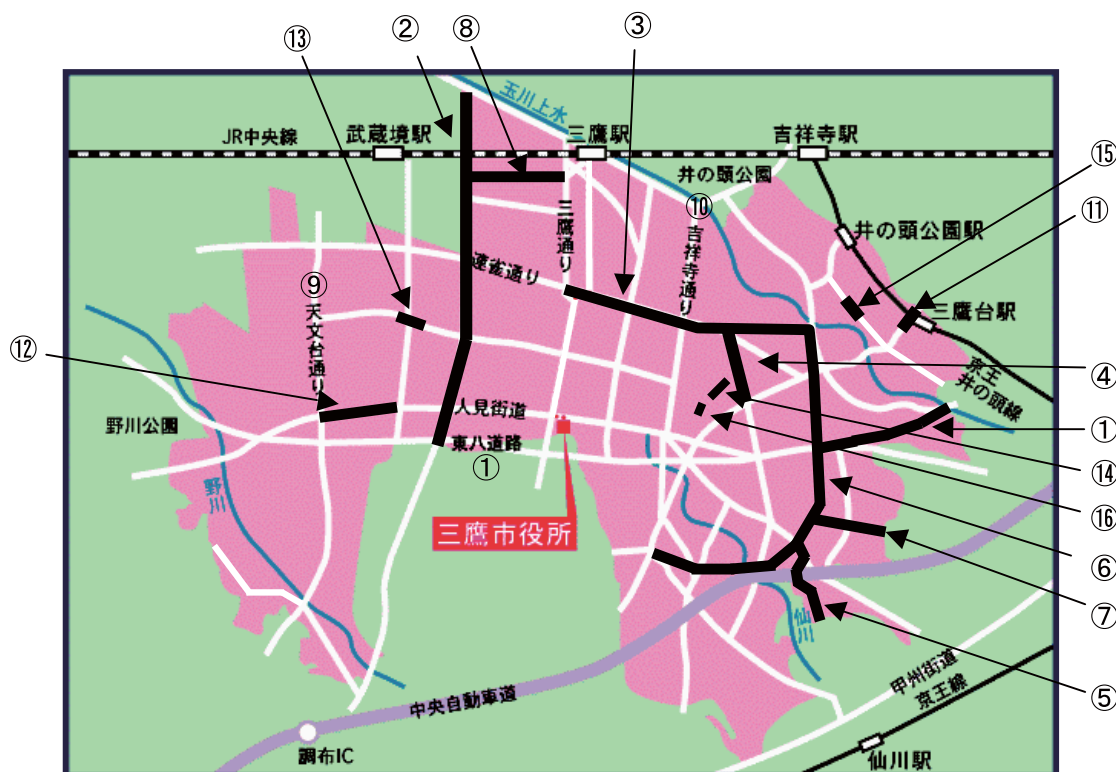 ⑬
②
⑧
③
玉川上水
JR中央線
武蔵境駅
三鷹駅
吉祥寺駅
⑮
井の頭公園
⑪
⑩
三鷹通り
吉祥寺通り
井の頭公園駅
連雀通り
⑨
天文台通り
三鷹台駅
⑫
④
京王
井の頭線
人見街道
野川公園
東八道路
①
①
⑭
野川
三鷹市役所
⑯
⑥
⑦
仙川
甲州街道
京王線
⑤
中央自動車道
調布IC
仙川駅